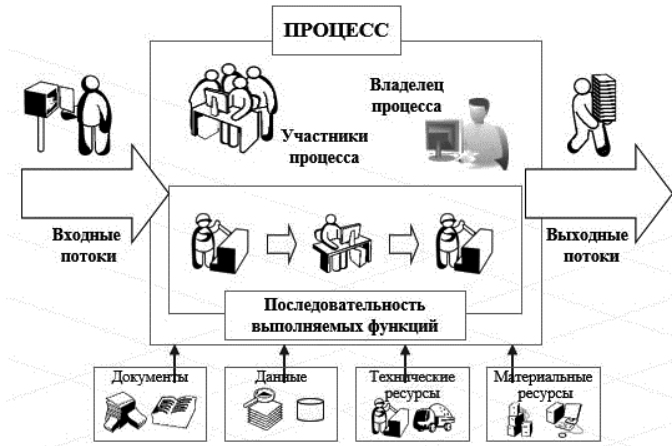 ПРОЦЕСС
Владелец
процесса
Участники
процесса
Входные
потоки
Выходные
потоки
Последовательность
выполняемых функций
Документы
Данные
Технические
ресурсы
Материальные
ресурсы